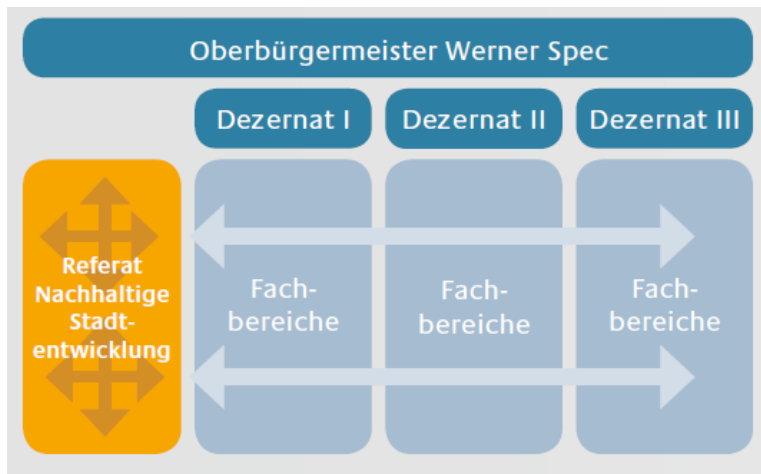 Oberbürgermeister Werner Spec
Dezernat I
Dezernat II
Dezernat III
Referat
Nachhaltige
Stadt-
entwicklung
Fach-
bereiche
Fach-
bereiche
Fach-
bereiche